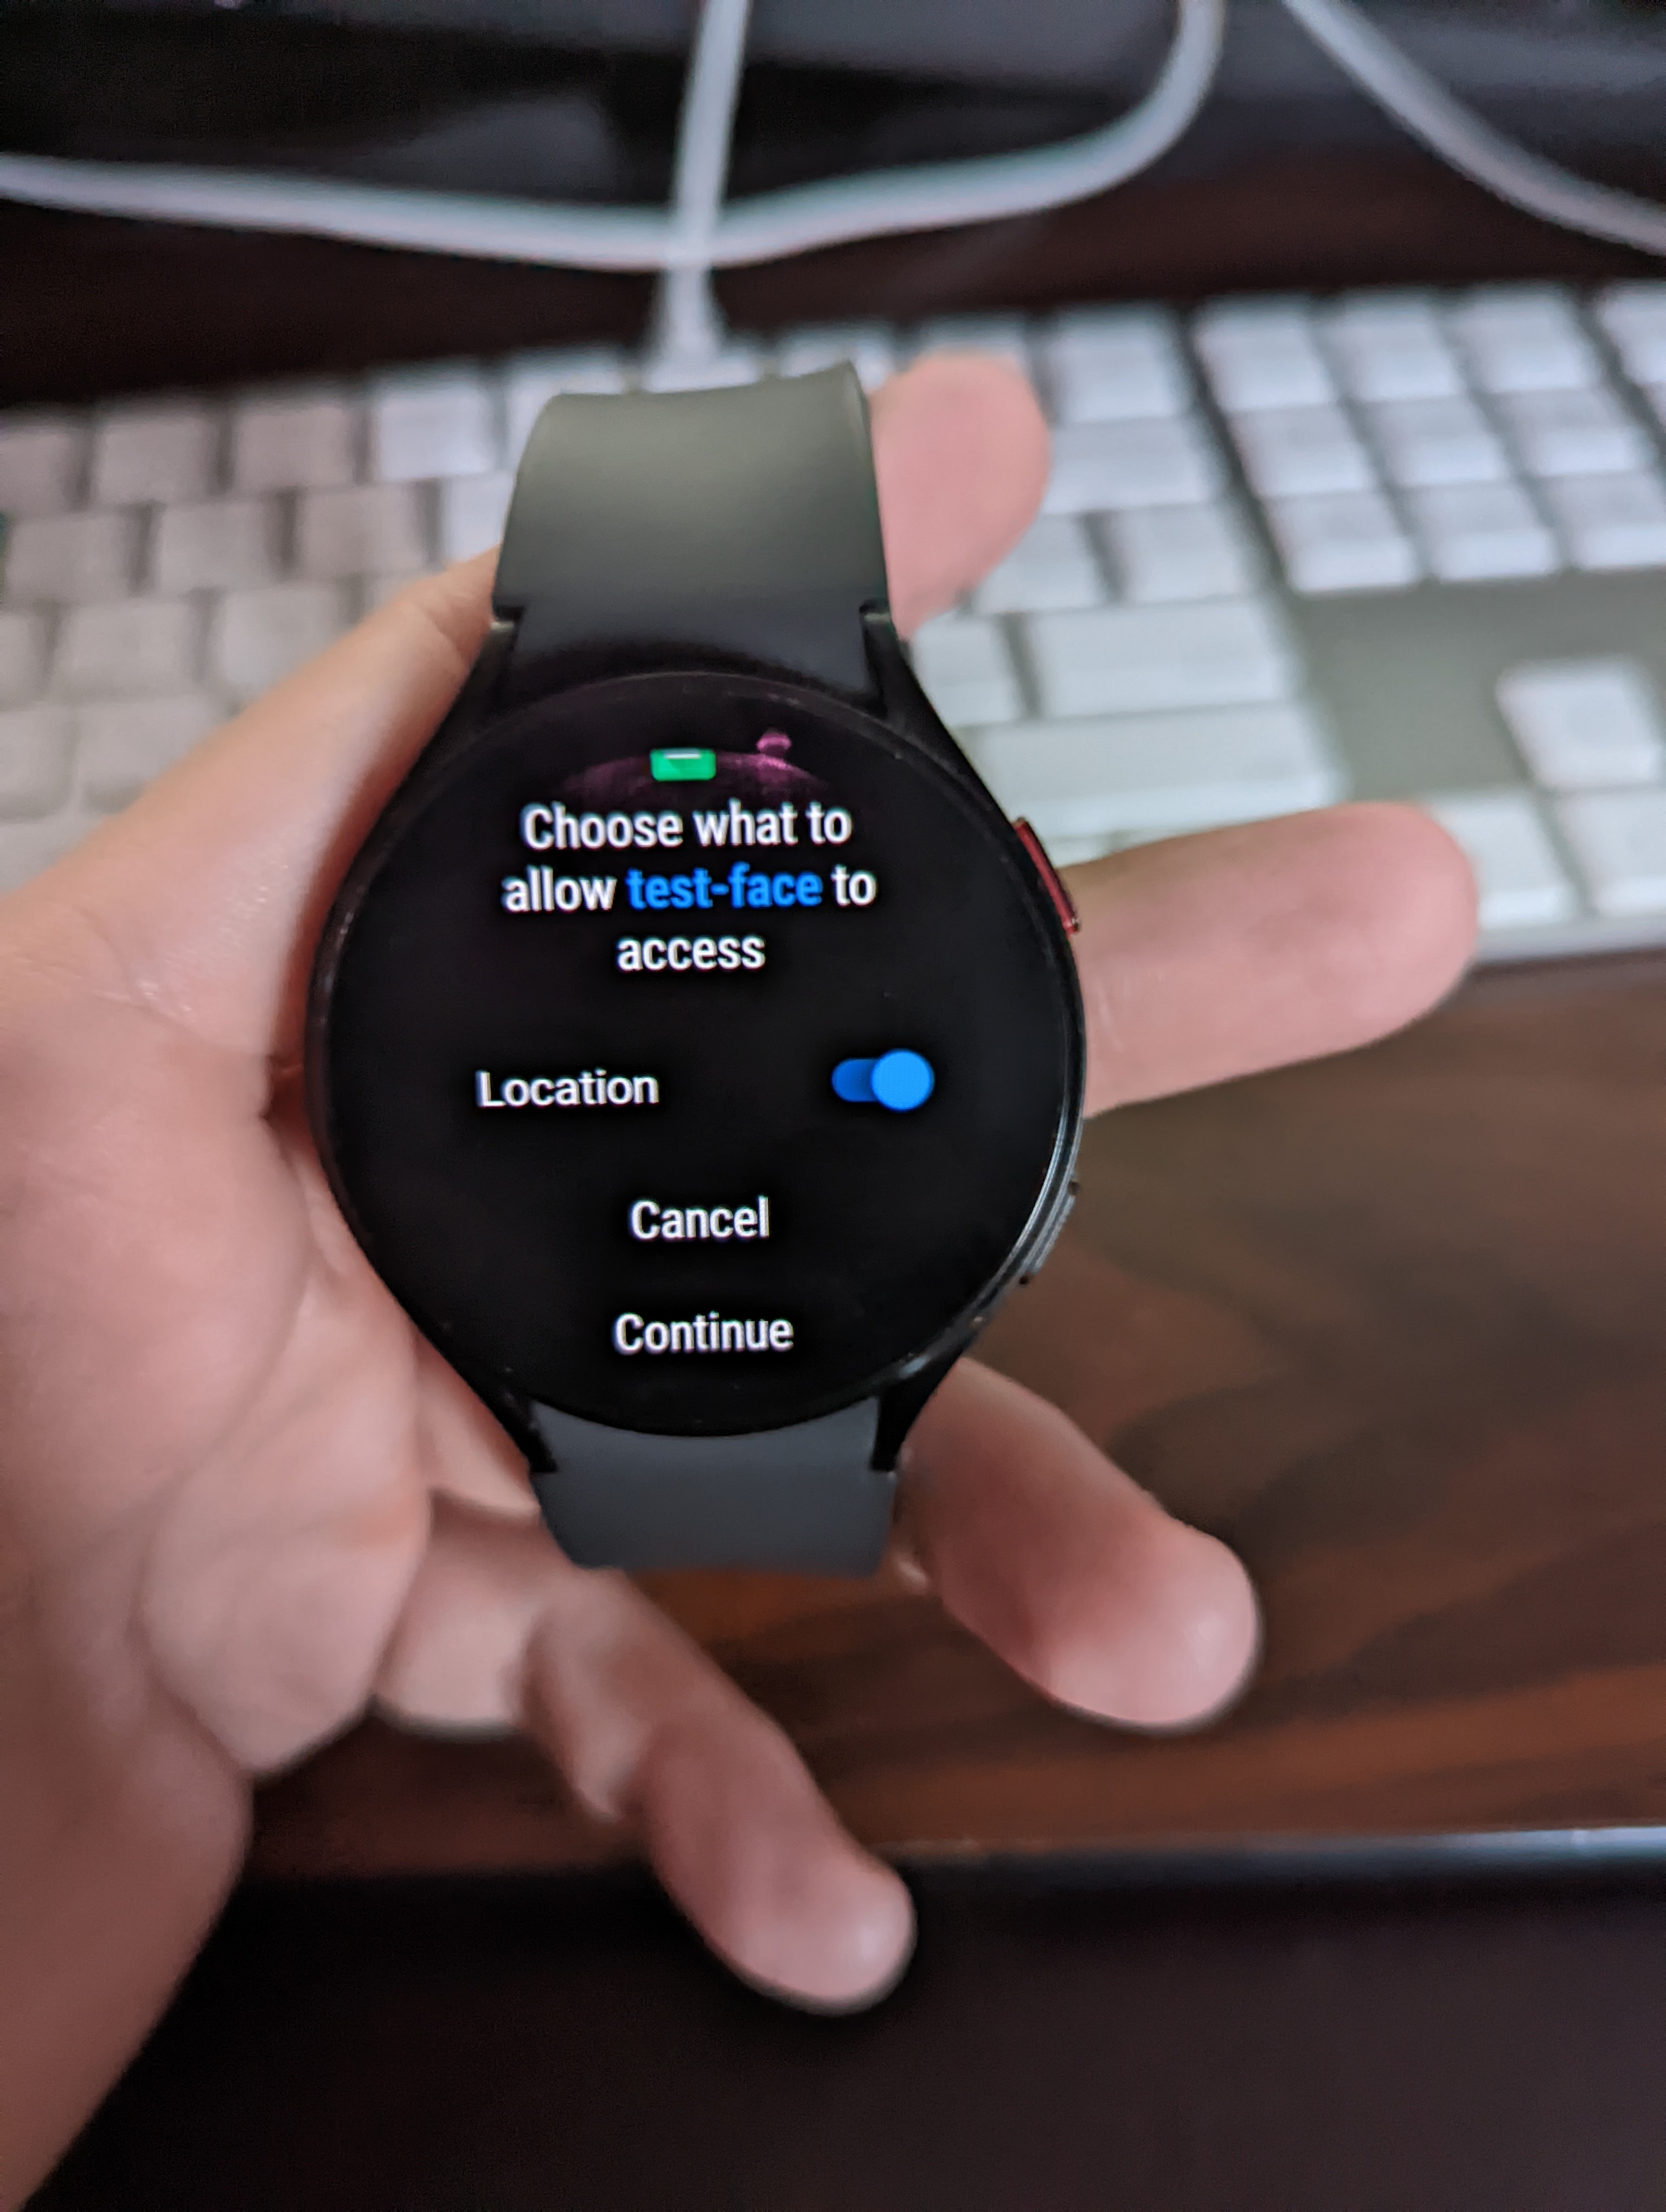 Choose what to
allow test-face to
access
Location
Cancel
Continue